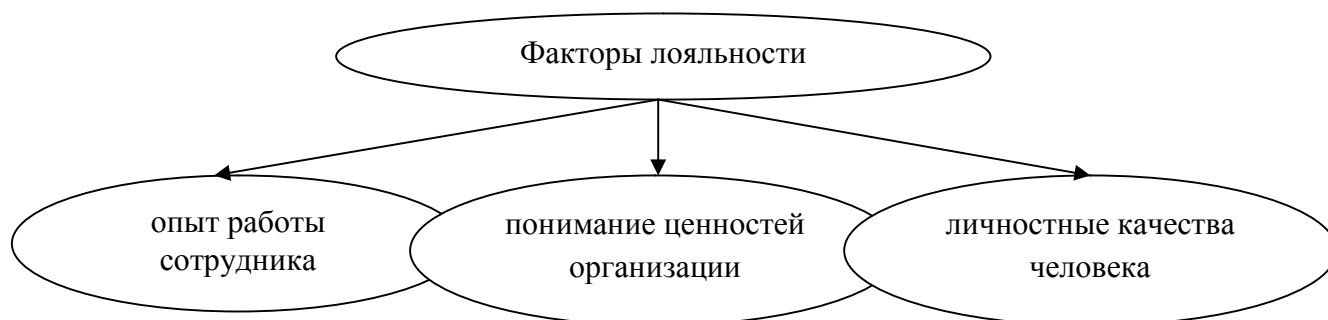 Факторы лояльности
опыт работы
сотрудника
понимание ценностей
организации
личностные качества
человека